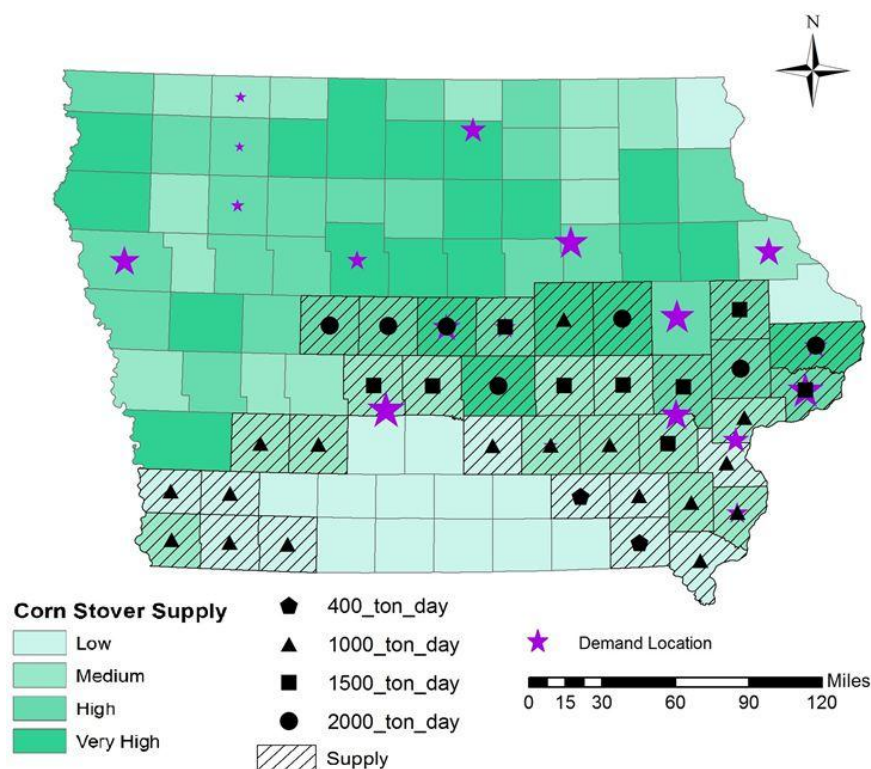 N
Corn Stover Supply
Low
Medium
High
Very High
400_ton_day
1000_ton_day
1500_ton_day
2000_ton_day
Supply
Demand Location
Miles
0 15 30 60 90 120